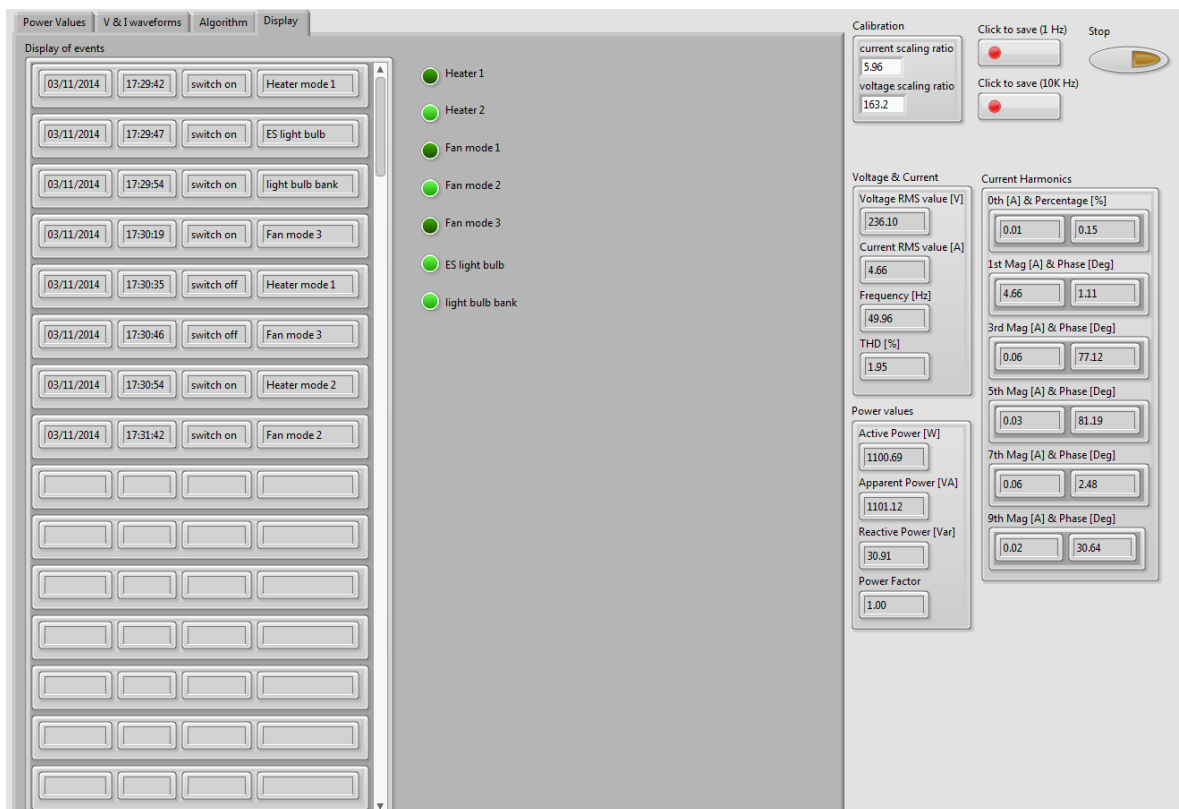 Power Values V & I waveforms Algorithm Display
Display of events
03/11/2014 17:29:42 switch on Heater mode 1
03/11/2014 17:29:47 switch on ES light bulb
03/11/2014 17:29:54 switch on light bulb bank
03/11/2014 17:30:19 switch on Fan mode 3
03/11/2014 17:30:35 switch off Heater mode 1
03/11/2014 17:30:46 switch off Fan mode 3
03/11/2014 17:30:54 switch on Heater mode 2
03/11/2014 17:31:42 switch on Fan mode 2
Heater 1
Heater 2
Fan mode 1
Fan mode 2
Fan mode 3
ES light bulb
light bulb bank
Calibration
current scaling ratio
5.96
voltage scaling ratio
163.2
Click to save (1 Hz)
Click to save (10K Hz)
Stop
Voltage & Current
Voltage RMS value [V]
236.10
Current RMS value [A]
4.66
Frequency [Hz]
49.96
THD [%]
1.95
Power values
Active Power [W]
1100.69
Apparent Power [VA]
1101.12
Reactive Power [Var]
30.91
Power Factor
1.00
Current Harmonics
0th [A] & Percentage [%]
0.01 0.15
1st Mag [A] & Phase [Deg]
4.66 1.11
3rd Mag [A] & Phase [Deg]
0.06 77.12
5th Mag [A] & Phase [Deg]
0.03 81.19
7th Mag [A] & Phase [Deg]
0.06 2.48
9th Mag [A] & Phase [Deg]
0.02 30.64